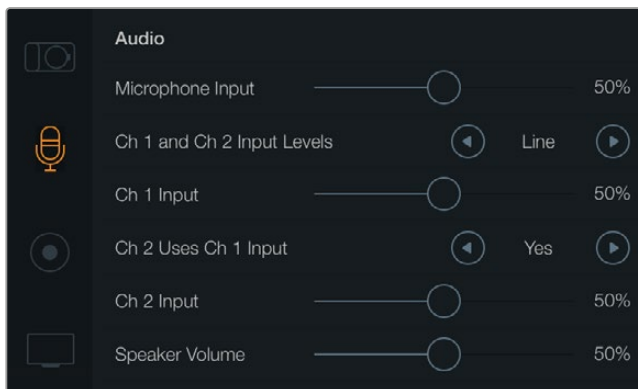 Audio
Microphone Input 50%
Ch 1 and Ch 2 Input Levels Line
Ch 1 Input 50%
Ch 2 Uses Ch 1 Input Yes
Ch 2 Input 50%
Speaker Volume 50%